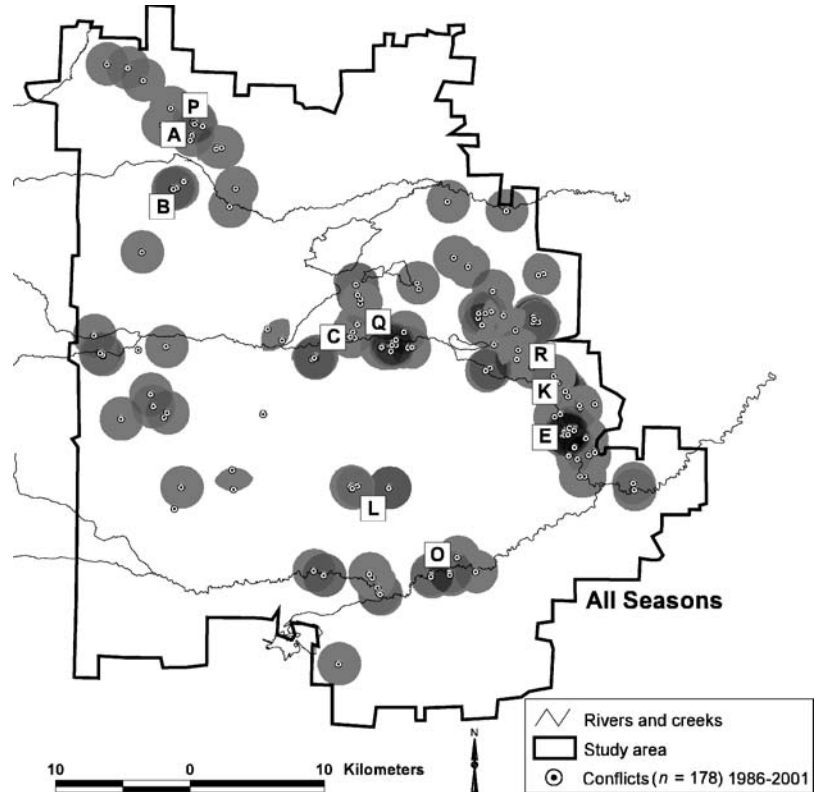 P
A
B
Q
C
R
K
E
L
O
All Seasons
N
10 0 10 Kilometers
Rivers and creeks
Study area
Conflicts (n = 178) 1986-2001